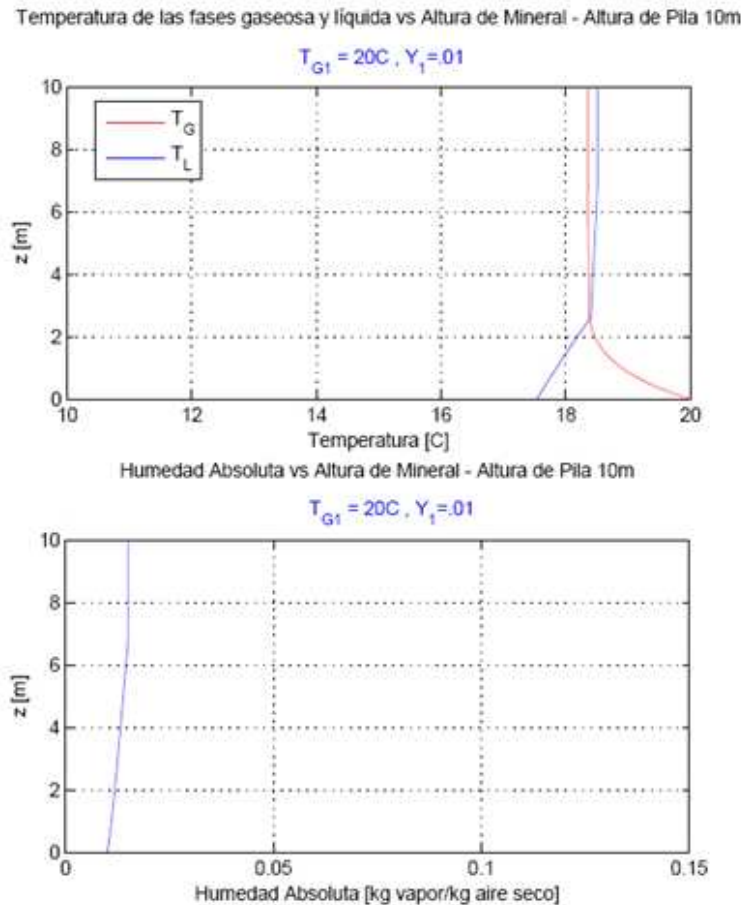 Temperatura de las fases gaseosa y líquida vs Altura de Mineral - Altura de Pila 10m
T_G1 = 20C , Y_1=.01
10
8
6
4
2
0
z [m]
T_G
T_L
10 12 14 16 18 20
Temperatura [C]
Humedad Absoluta vs Altura de Mineral - Altura de Pila 10m
T_G1 = 20C , Y_1=.01
10
8
6
4
2
0
z [m]
0 0.05 0.1 0.15
Humedad Absoluta [kg vapor/kg aire seco]